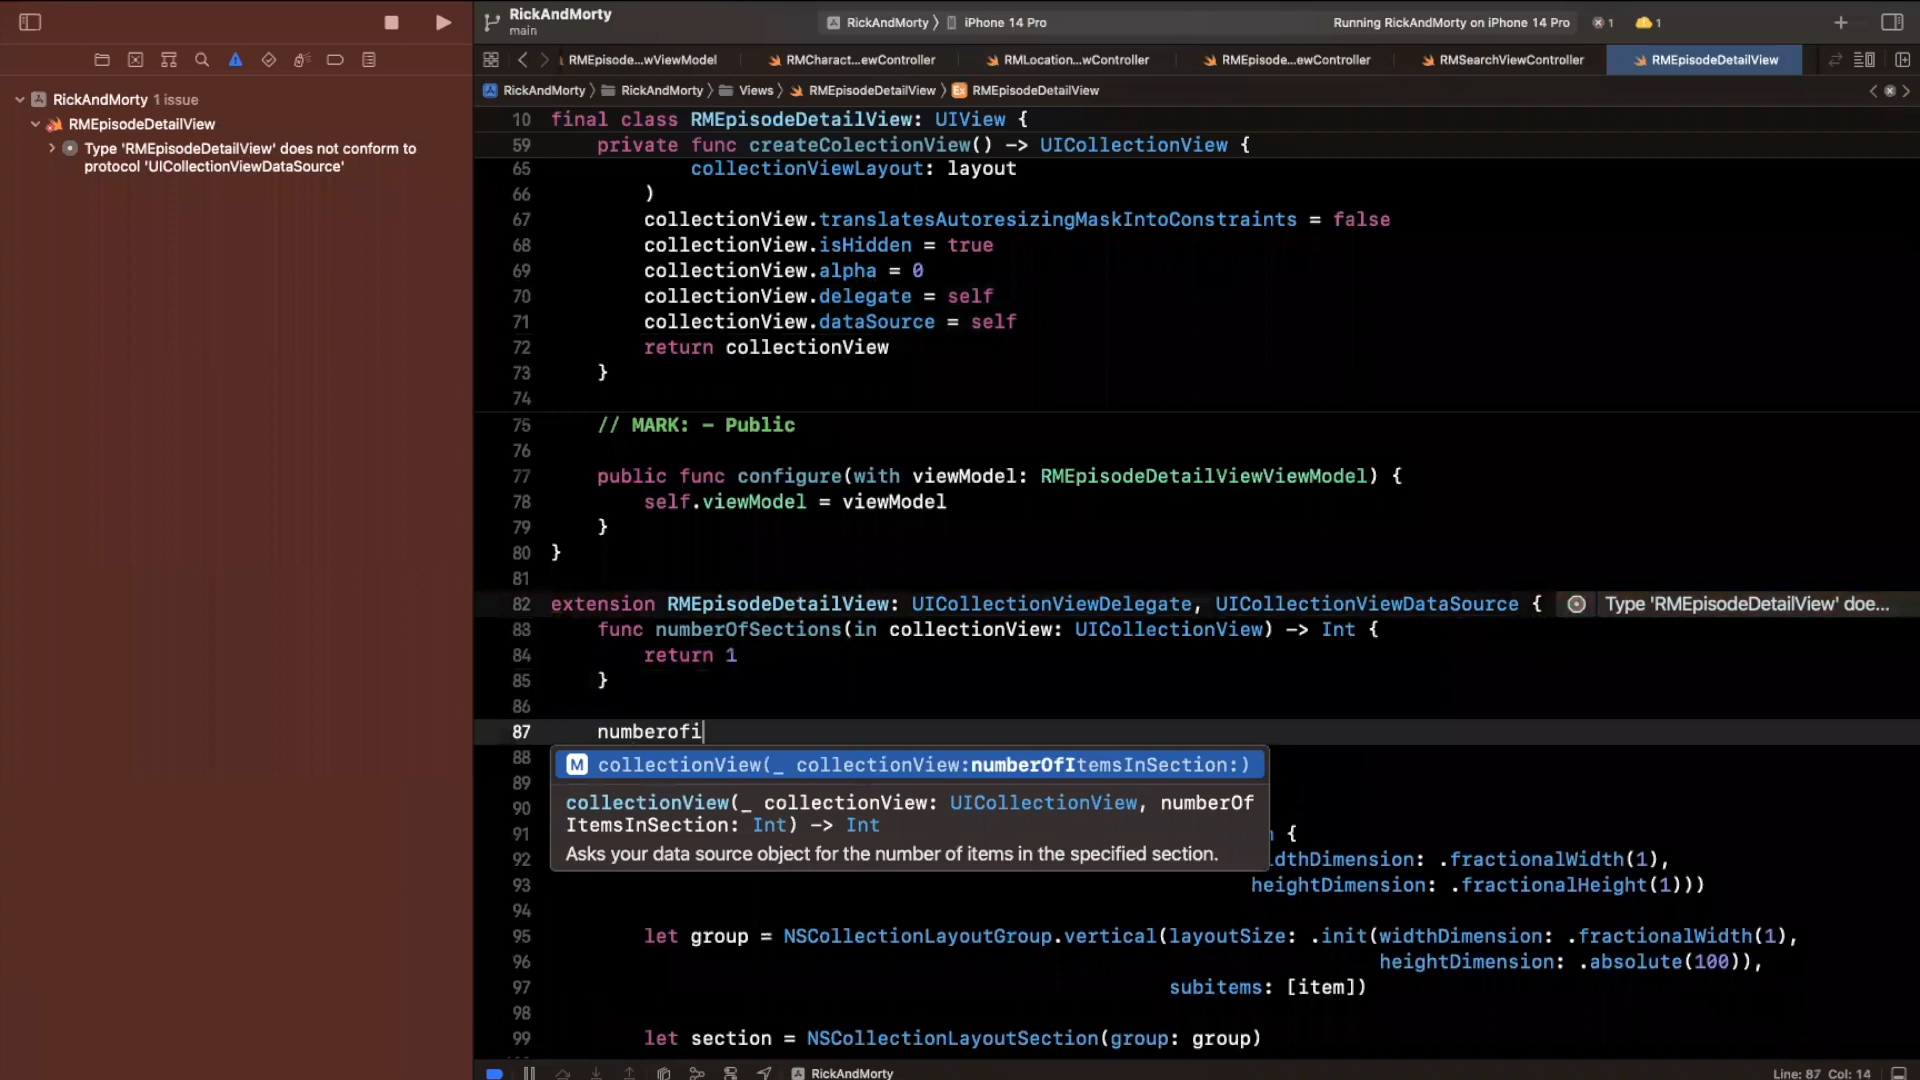 RickAndMorty
main
RickAndMorty
iPhone 14 Pro
Running RickAndMorty on iPhone 14 Pro
1
1
RMEpisode...wViewModel
RMCharact...ewController
RMLocation...wController
RMEpisode...ewController
RMSearchViewController
RMEpisodeDetailView
RickAndMorty
RickAndMorty
Views
RMEpisodeDetailView
Ex
RMEpisodeDetailView
RickAndMorty 1 issue
RMEpisodeDetailView
Type 'RMEpisodeDetailView' does not conform to
protocol 'UICollectionViewDataSource'
10 final class RMEpisodeDetailView: UIView {
59 private func createColectionView() -> UICollectionView {
65 collectionViewLayout: layout
66 )
67 collectionView.translatesAutoresizingMaskIntoConstraints = false
68 collectionView.isHidden = true
69 collectionView.alpha = 0
70 collectionView.delegate = self
71 collectionView.dataSource = self
72 return collectionView
73 }
74
75 // MARK: - Public
76
77 public func configure(with viewModel: RMEpisodeDetailViewViewModel) {
78 self.viewModel = viewModel
79 }
80 }
81
82 extension RMEpisodeDetailView: UICollectionViewDelegate, UICollectionViewDataSource { Type 'RMEpisodeDetailView' doe...
83 func numberOfSections(in collectionView: UICollectionView) -> Int {
84 return 1
85 }
86
87 numberofi
88 M collectionView(_ collectionView:numberOfItemsInSection:)
89
90 collectionView(_ collectionView: UICollectionView, numberOf
91 ItemsInSection: Int) -> Int {
Asks your data source object for the number of items in the specified section.
92 dthDimension: .fractionalWidth(1),
93 heightDimension: .fractionalHeight(1)))
94
95 let group = NSCollectionLayoutGroup.vertical(layoutSize: .init(widthDimension: .fractionalWidth(1),
96 heightDimension: .absolute(100)),
97 subitems: [item])
98
99 let section = NSCollectionLayoutSection(group: group)
RickAndMorty
Line: 87 Col: 14